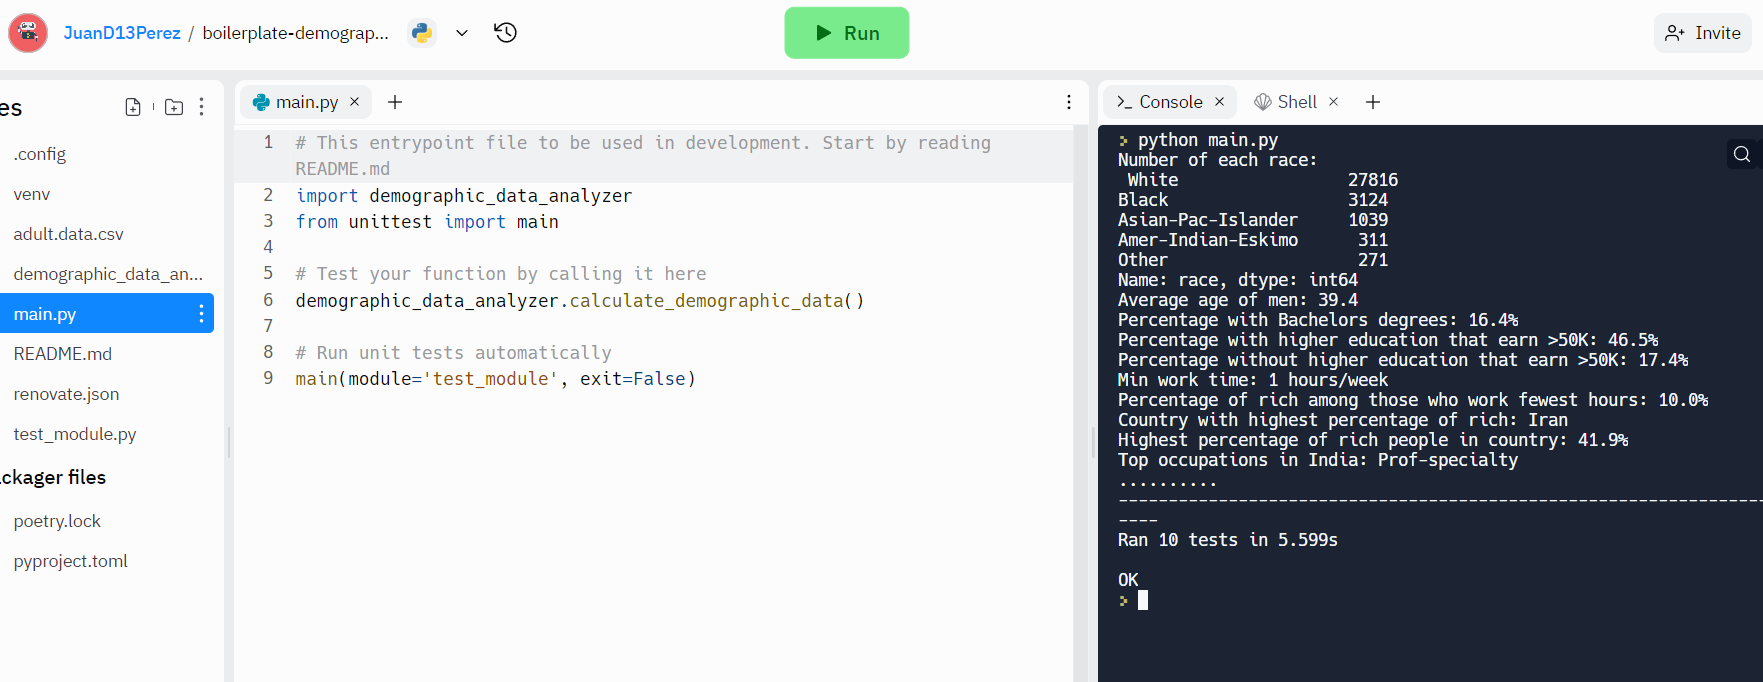 JuanD13Perez / boilerplate-demograp...
Run
Invite
es
.config
venv
adult.data.csv
demographic_data_an...
main.py
README.md
renovate.json
test_module.py
ckager files
poetry.lock
pyproject.toml
main.py
1 # This entrypoint file to be used in development. Start by reading
README.md
2 import demographic_data_analyzer
3 from unittest import main
4
5 # Test your function by calling it here
6 demographic_data_analyzer.calculate_demographic_data()
7
8 # Run unit tests automatically
9 main(module='test_module', exit=False)
Console
Shell
> python main.py
Number of each race:
White 27816
Black 3124
Asian-Pac-Islander 1039
Amer-Indian-Eskimo 311
Other 271
Name: race, dtype: int64
Average age of men: 39.4
Percentage with Bachelors degrees: 16.4%
Percentage with higher education that earn >50K: 46.5%
Percentage without higher education that earn >50K: 17.4%
Min work time: 1 hours/week
Percentage of rich among those who work fewest hours: 10.0%
Country with highest percentage of rich: Iran
Highest percentage of rich people in country: 41.9%
Top occupations in India: Prof-specialty
..........
----------------------------------------------------------------------
Ran 10 tests in 5.599s
OK
>